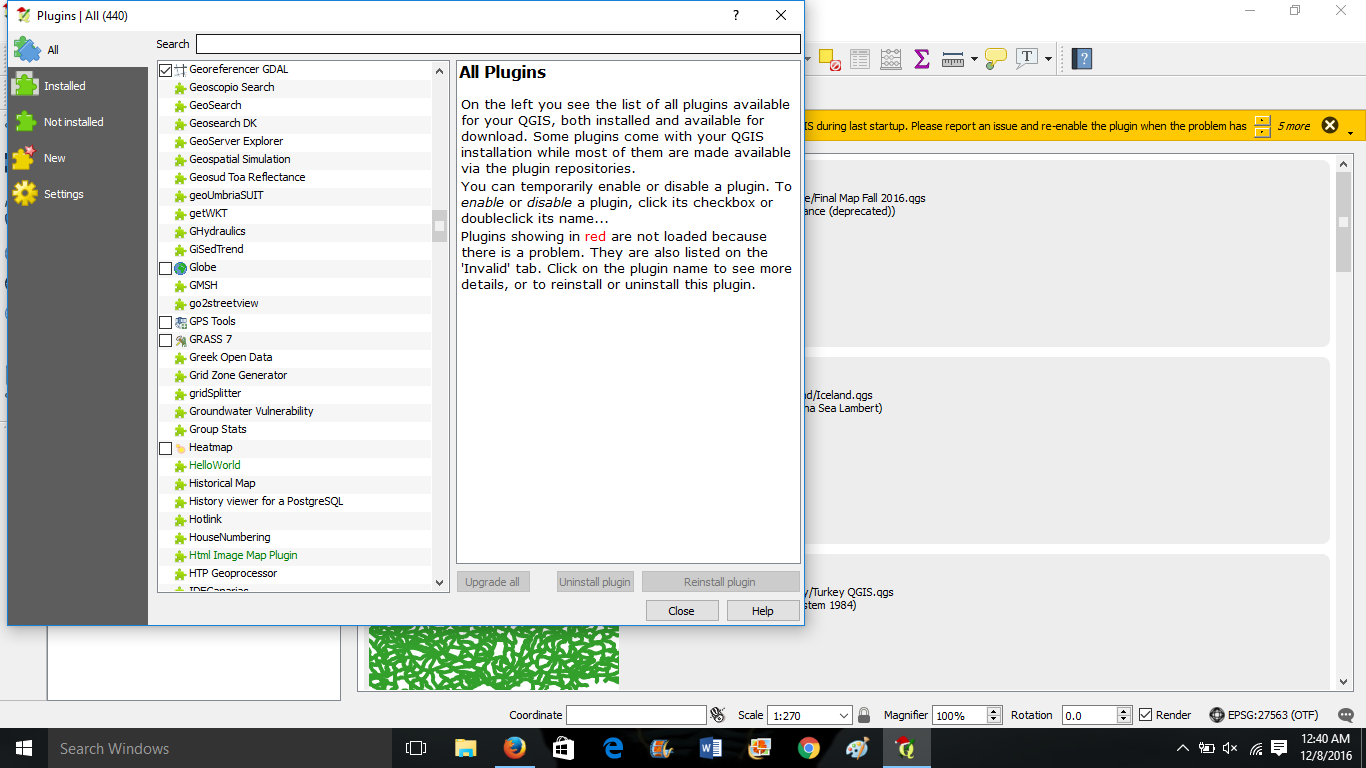 Plugins | All (440)
?
All
Installed
Not installed
New
Settings
Search
Georeferencer GDAL
Geoscopio Search
GeoSearch
Geosearch DK
GeoServer Explorer
Geospatial Simulation
Geosud Toa Reflectance
geoUmbriaSUIT
getWKT
GHydraulics
GiSedTrend
Globe
GMSH
go2streetview
GPS Tools
GRASS 7
Greek Open Data
Grid Zone Generator
gridSplitter
Groundwater Vulnerability
Group Stats
Heatmap
HelloWorld
Historical Map
History viewer for a PostgreSQL
Hotlink
HouseNumbering
Html Image Map Plugin
HTP Geoprocessor
All Plugins
On the left you see the list of all plugins available
for your QGIS, both installed and available for
download. Some plugins come with your QGIS
installation while most of them are made available
via the plugin repositories.
You can temporarily enable or disable a plugin. To
enable or disable a plugin, click its checkbox or
doubleclick its name...
Plugins showing in red are not loaded because
there is a problem. They are also listed on the
'Invalid' tab. Click on the plugin name to see more
details, or to reinstall or uninstall this plugin.
Upgrade all
Uninstall plugin
Reinstall plugin
Close
Help
IS during last startup. Please report an issue and re-enable the plugin when the problem has
5 more
e/Final Map Fall 2016.qgs
ance (deprecated))
d/Iceland.qgs
na Sea Lambert)
y/Turkey QGIS.qgs
stem 1984)
Coordinate
Scale
1:270
Magnifier
100%
Rotation
0.0
Render
EPSG:27563 (OTF)
Search Windows
12:40 AM
12/8/2016